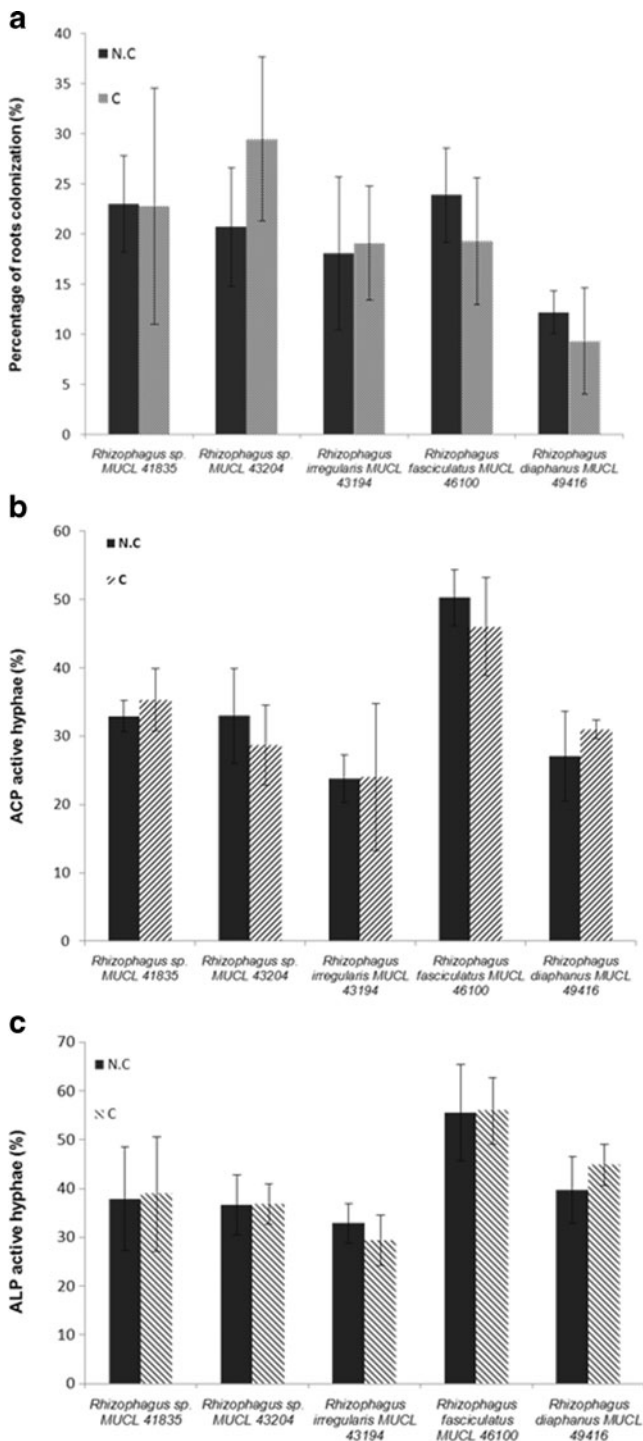 a
40
35
30
25
20
15
10
5
0
Percentage of roots colonization (%)
N.C
C
Rhizophagus sp. MUCL 41835
Rhizophagus sp. MUCL 43204
Rhizophagus irregularis MUCL 43194
Rhizophagus fasciculatus MUCL 46100
Rhizophagus diaphanus MUCL 49416
b
60
50
40
30
20
10
0
ACP active hyphae (%)
N.C
C
Rhizophagus sp. MUCL 41835
Rhizophagus sp. MUCL 43204
Rhizophagus irregularis MUCL 43194
Rhizophagus fasciculatus MUCL 46100
Rhizophagus diaphanus MUCL 49416
c
70
60
50
40
30
20
10
0
ALP active hyphae (%)
N.C
C
Rhizophagus sp. MUCL 41835
Rhizophagus sp. MUCL 43204
Rhizophagus irregularis MUCL 43194
Rhizophagus fasciculatus MUCL 46100
Rhizophagus diaphanus MUCL 49416